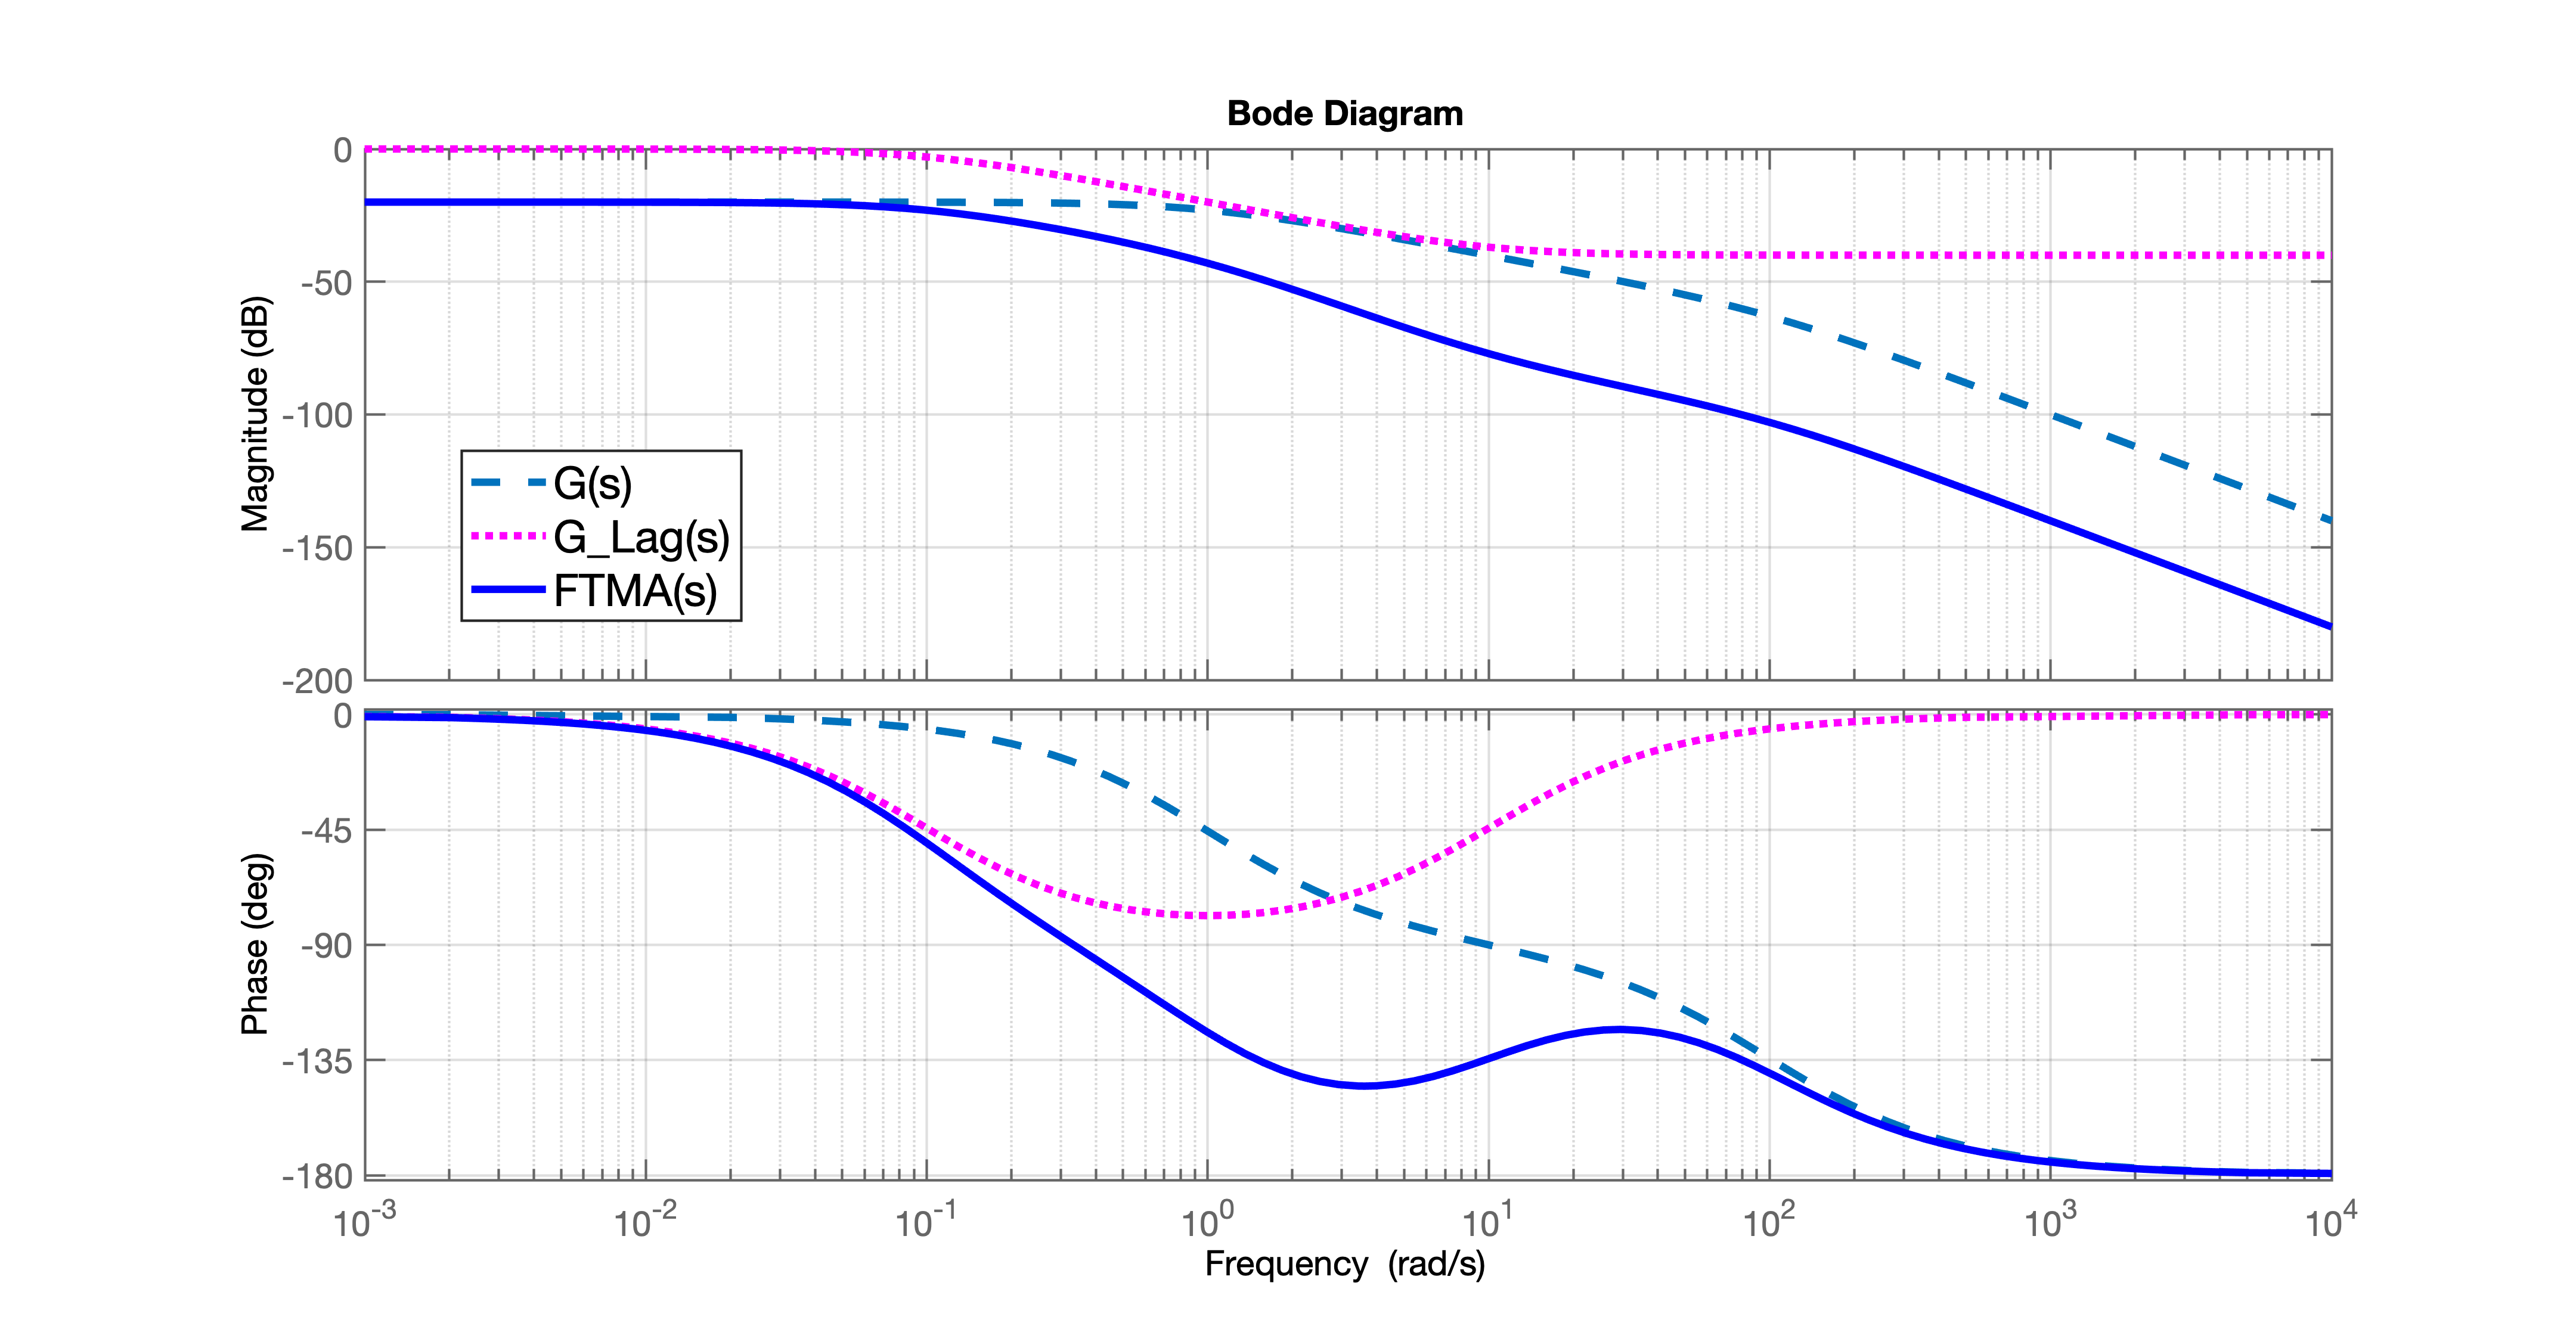 Bode Diagram
0
-50
-100
-150
-200
Magnitude (dB)
G(s)
G_Lag(s)
FTMA(s)
0
-45
-90
-135
-180
Phase (deg)
10^-3 10^-2 10^-1 10^0 10^1 10^2 10^3 10^4
Frequency (rad/s)